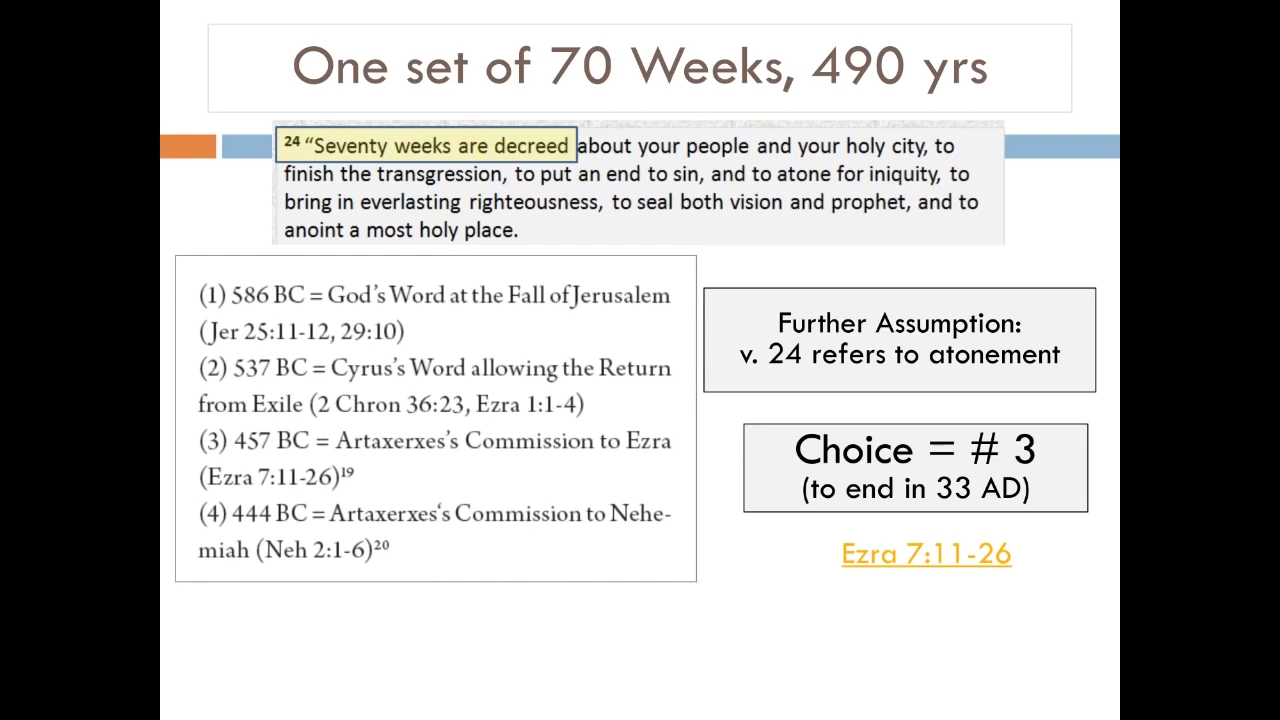 One set of 70 Weeks, 490 yrs
24 “Seventy weeks are decreed about your people and your holy city, to
finish the transgression, to put an end to sin, and to atone for iniquity, to
bring in everlasting righteousness, to seal both vision and prophet, and to
anoint a most holy place.
(1) 586 BC = God’s Word at the Fall of Jerusalem
(Jer 25:11-12, 29:10)
(2) 537 BC = Cyrus’s Word allowing the Return
from Exile (2 Chron 36:23, Ezra 1:1-4)
(3) 457 BC = Artaxerxes’s Commission to Ezra
(Ezra 7:11-26)19
(4) 444 BC = Artaxerxes‘s Commission to Nehe-
miah (Neh 2:1-6)20
Further Assumption:
v. 24 refers to atonement
Choice = # 3
(to end in 33 AD)
Ezra 7:11-26